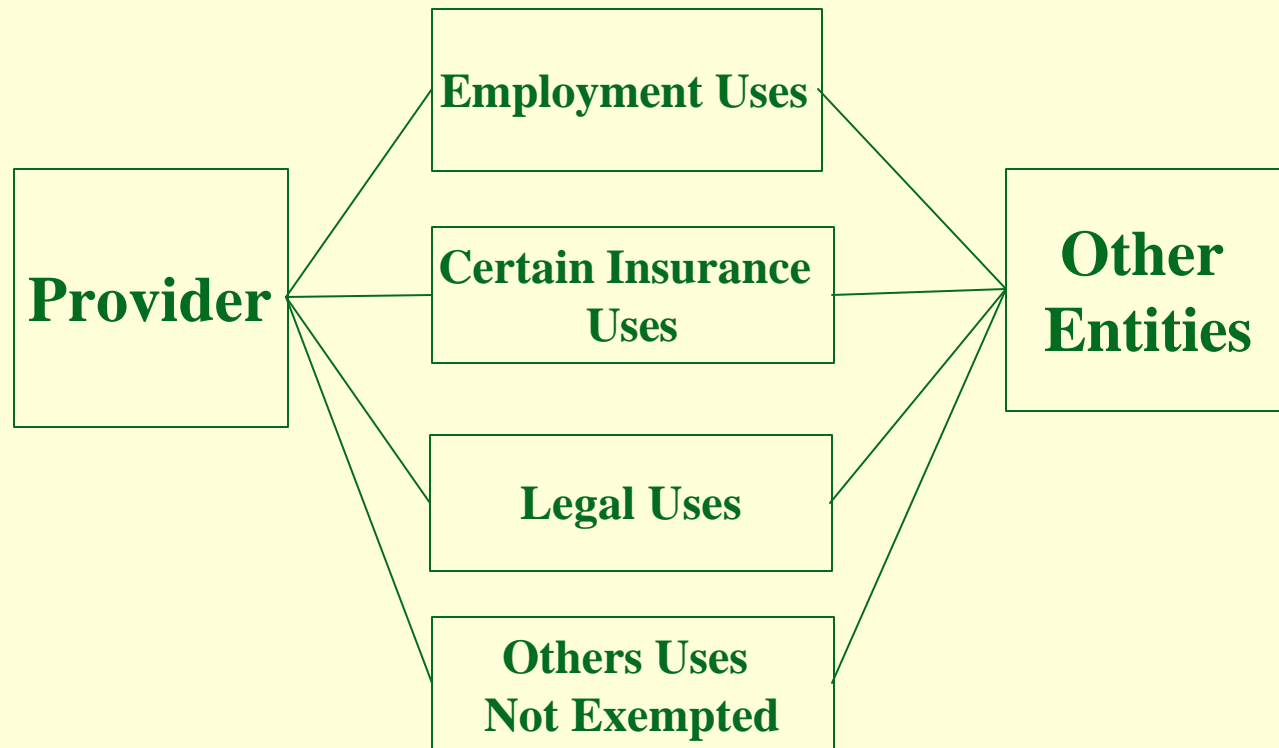 Employment Uses
Provider
Certain Insurance
Uses
Other
Entities
Legal Uses
Others Uses
Not Exempted